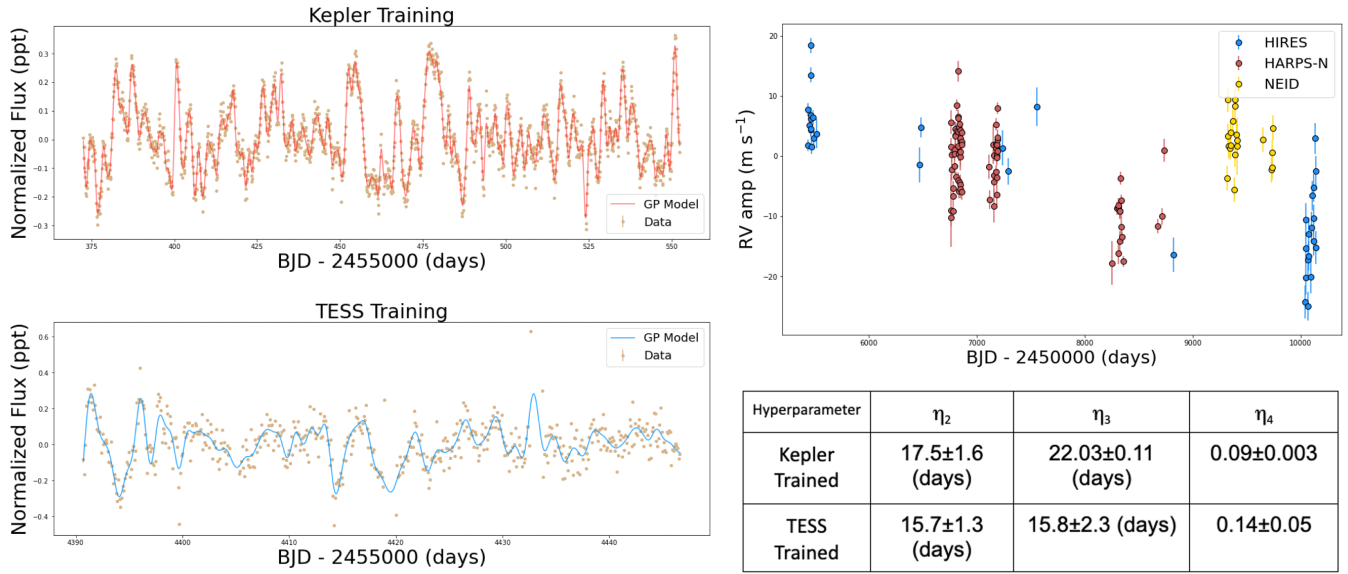 Kepler Training
Normalized Flux (ppt)
0.3
0.2
0.1
0.0
−0.1
−0.2
−0.3
GP Model
Data
375
400
425
450
475
500
525
550
BJD - 2455000 (days)
TESS Training
Normalized Flux (ppt)
0.6
0.4
0.2
0.0
−0.2
−0.4
GP Model
Data
4390
4400
4410
4420
4430
4440
BJD - 2455000 (days)
RV amp (m s⁻¹)
20
10
0
−10
−20
HIRES
HARPS-N
NEID
6000
7000
8000
9000
10000
BJD - 2450000 (days)
Hyperparameter η₂ η₃ η₄
Kepler Trained 17.5±1.6 (days) 22.03±0.11 (days) 0.09±0.003
TESS Trained 15.7±1.3 (days) 15.8±2.3 (days) 0.14±0.05